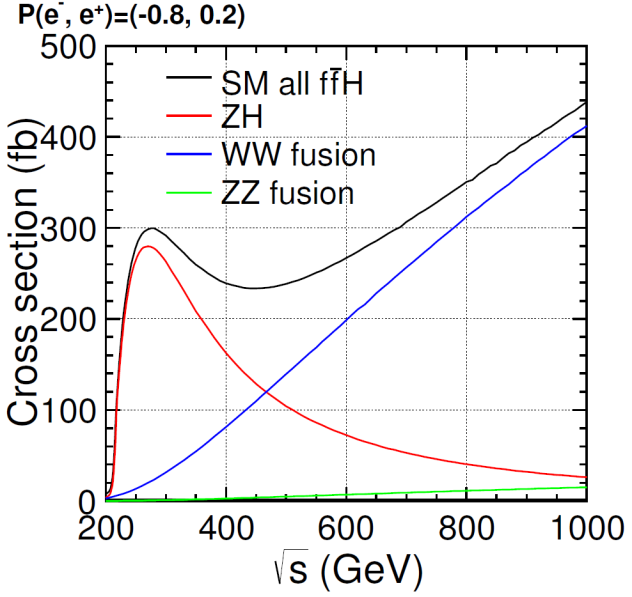 P(e⁻, e⁺)=(-0.8, 0.2)
500
400
300
200
100
0
Cross section (fb)
SM all ff̄H
ZH
WW fusion
ZZ fusion
200 400 600 800 1000
√s (GeV)